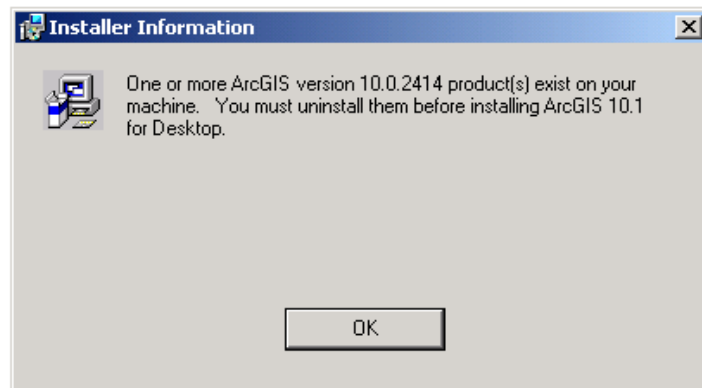 Installer Information
One or more ArcGIS version 10.0.2414 product(s) exist on your
machine.   You must uninstall them before installing ArcGIS 10.1
for Desktop.
OK